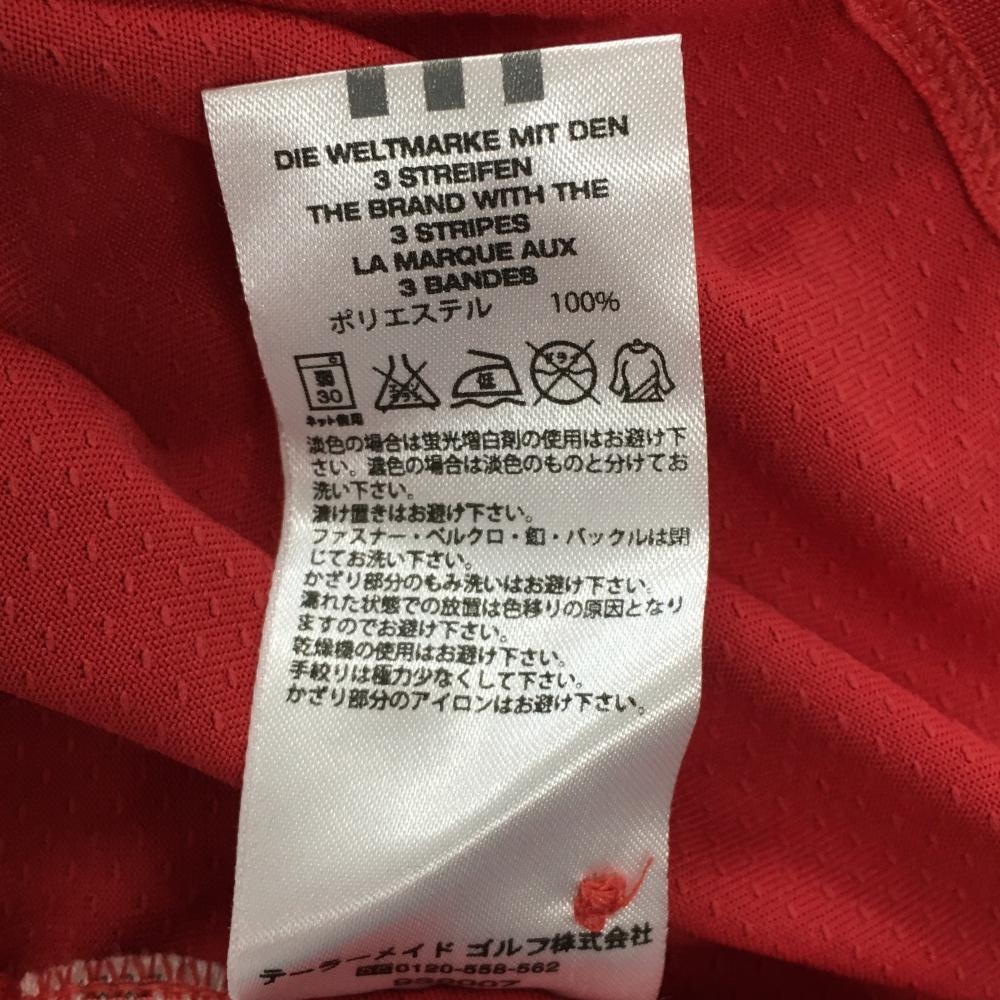 DIE WELTMARKE MIT DEN
3 STREIFEN
THE BRAND WITH THE
3 STRIPES
LA MARQUE AUX
3 BANDES
ポリエステル 100%
弱
30
エンソサラシ
低
ドライ
ネット使用
淡色の場合は蛍光増白剤の使用はお避け下
さい。濃色の場合は淡色のものと分けてお
洗い下さい。
漬け置きはお避け下さい。
ファスナー・ベルクロ・釦・バックルは閉
じてお洗い下さい。
かざり部分のもみ洗いはお避け下さい。
濡れた状態での放置は色移りの原因となり
ますのでお避け下さい。
乾燥機の使用はお避け下さい。
手絞りは極力少なくして下さい。
かざり部分のアイロンはお避け下さい。
テーラーメイド ゴルフ株式会社
0120-558-562